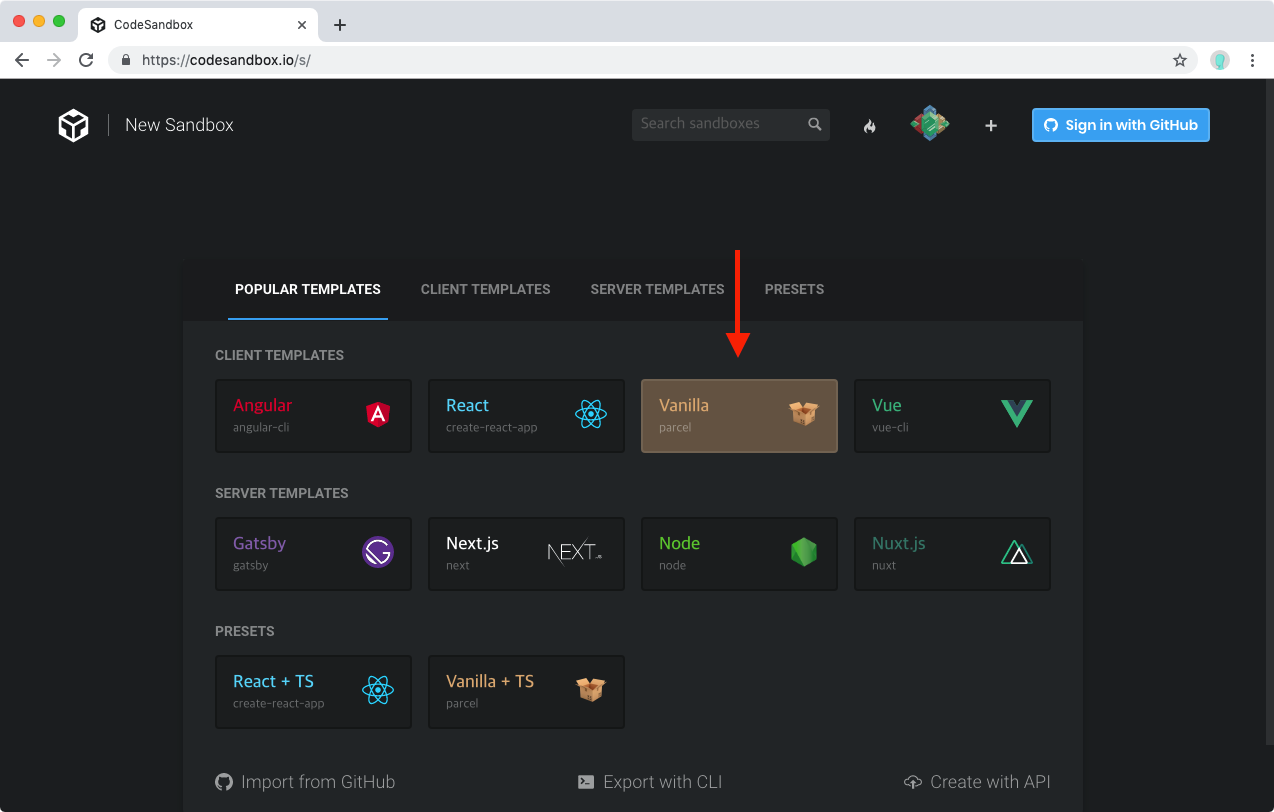 CodeSandbox
https://codesandbox.io/s/
New Sandbox
Search sandboxes
Sign in with GitHub
POPULAR TEMPLATES
CLIENT TEMPLATES
SERVER TEMPLATES
PRESETS
CLIENT TEMPLATES
Angular
angular-cli
React
create-react-app
Vanilla
parcel
Vue
vue-cli
SERVER TEMPLATES
Gatsby
gatsby
Next.js
next
NEXT.js
Node
node
Nuxt.js
nuxt
PRESETS
React + TS
create-react-app
Vanilla + TS
parcel
Import from GitHub
Export with CLI
Create with API